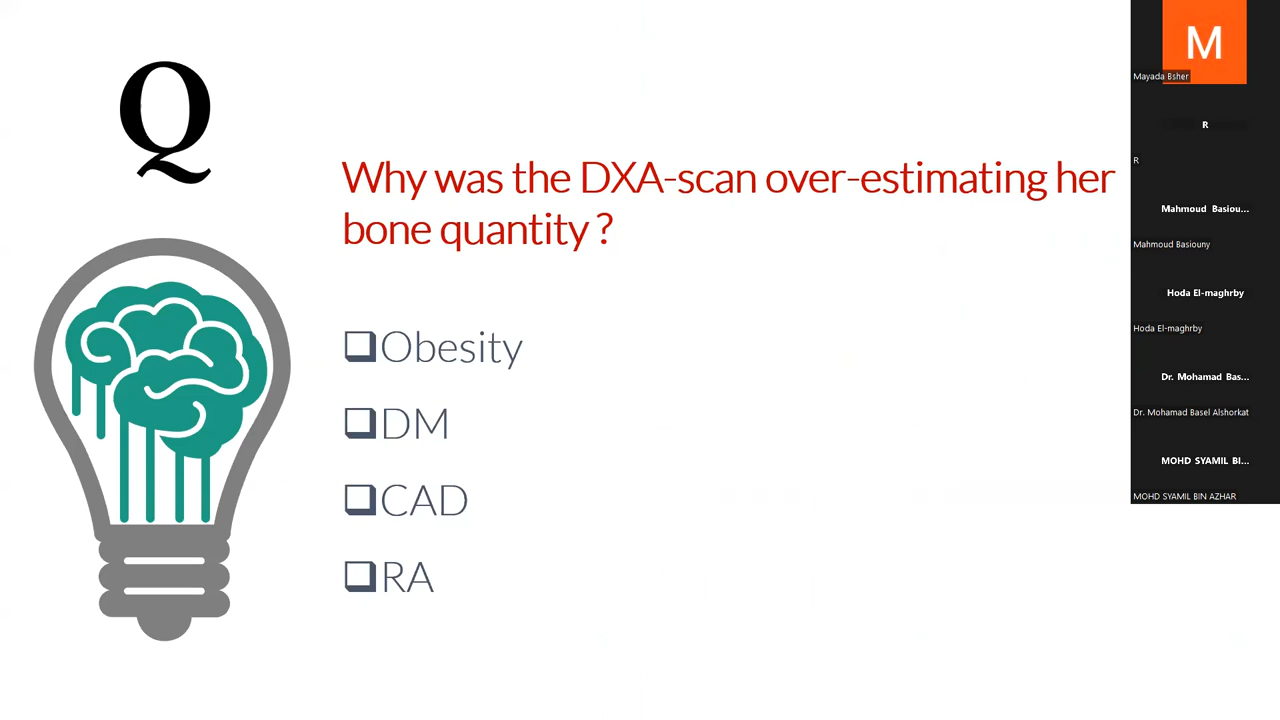 Q
Why was the DXA-scan over-estimating her
bone quantity ?
Obesity
DM
CAD
RA
M
Mayada Bsher
R
R
Mahmoud Basiou...
Mahmoud Basiouny
Hoda El-maghrby
Hoda El-maghrby
Dr. Mohamad Bas...
Dr. Mohamad Basel Alshorkat
MOHD SYAMIL BI...
MOHD SYAMIL BIN AZHAR